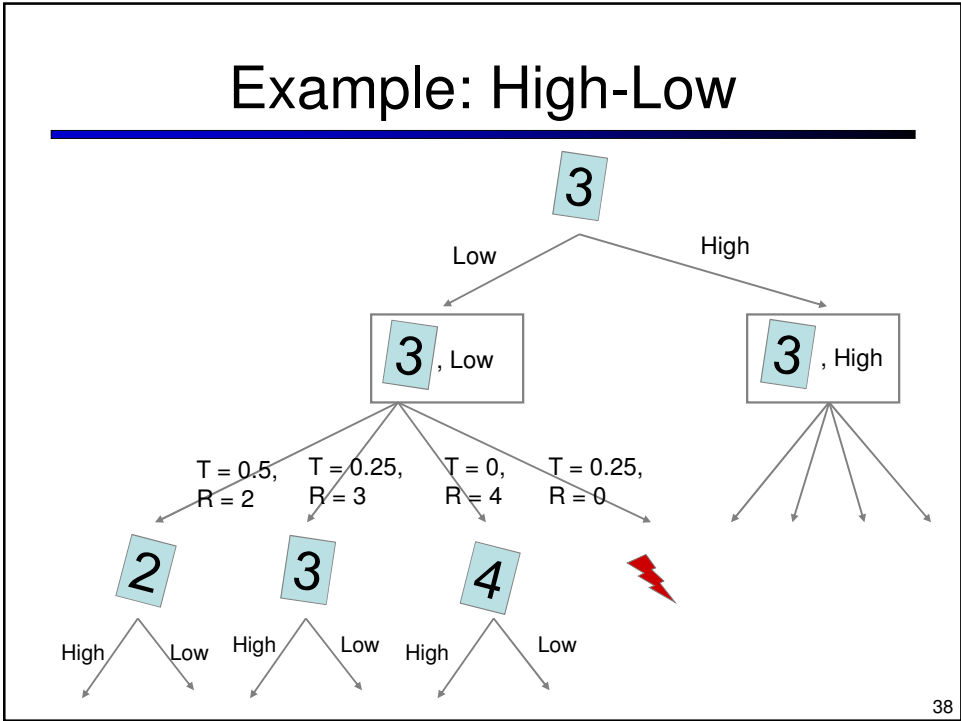 Example: High-Low
3
Low
High
3 , Low
3 , High
T = 0.5,
R = 2
T = 0.25,
R = 3
T = 0,
R = 4
T = 0.25,
R = 0
2
3
4
High
Low
High
Low
High
Low
38